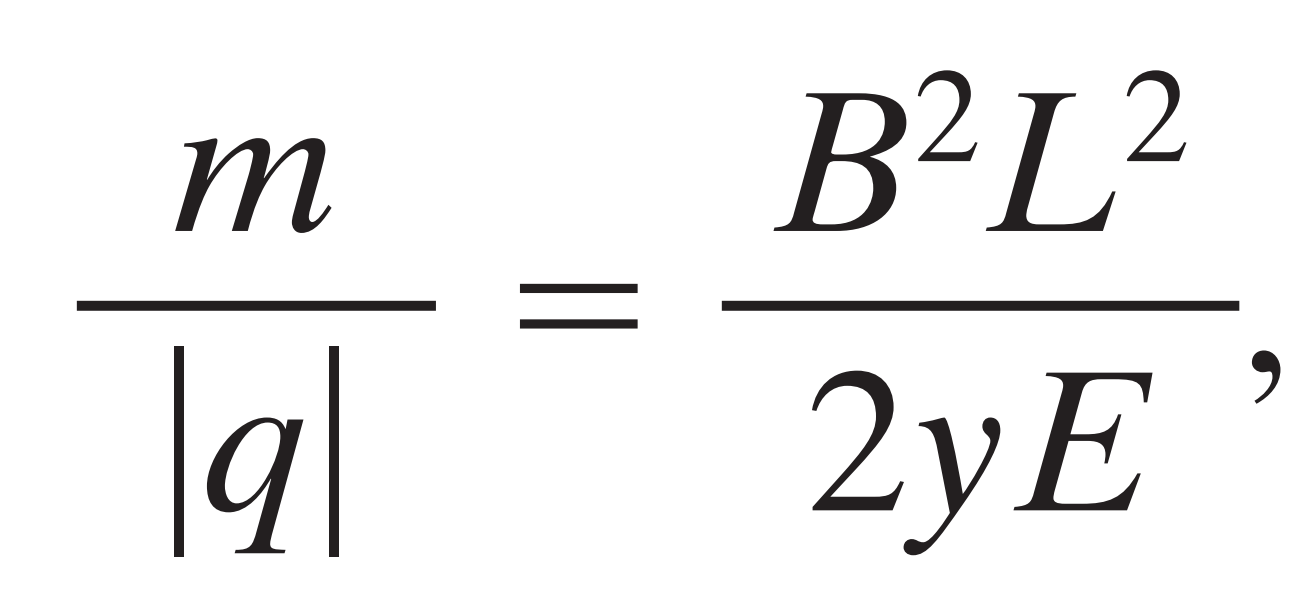 m/|q| = B²L²/2yE,